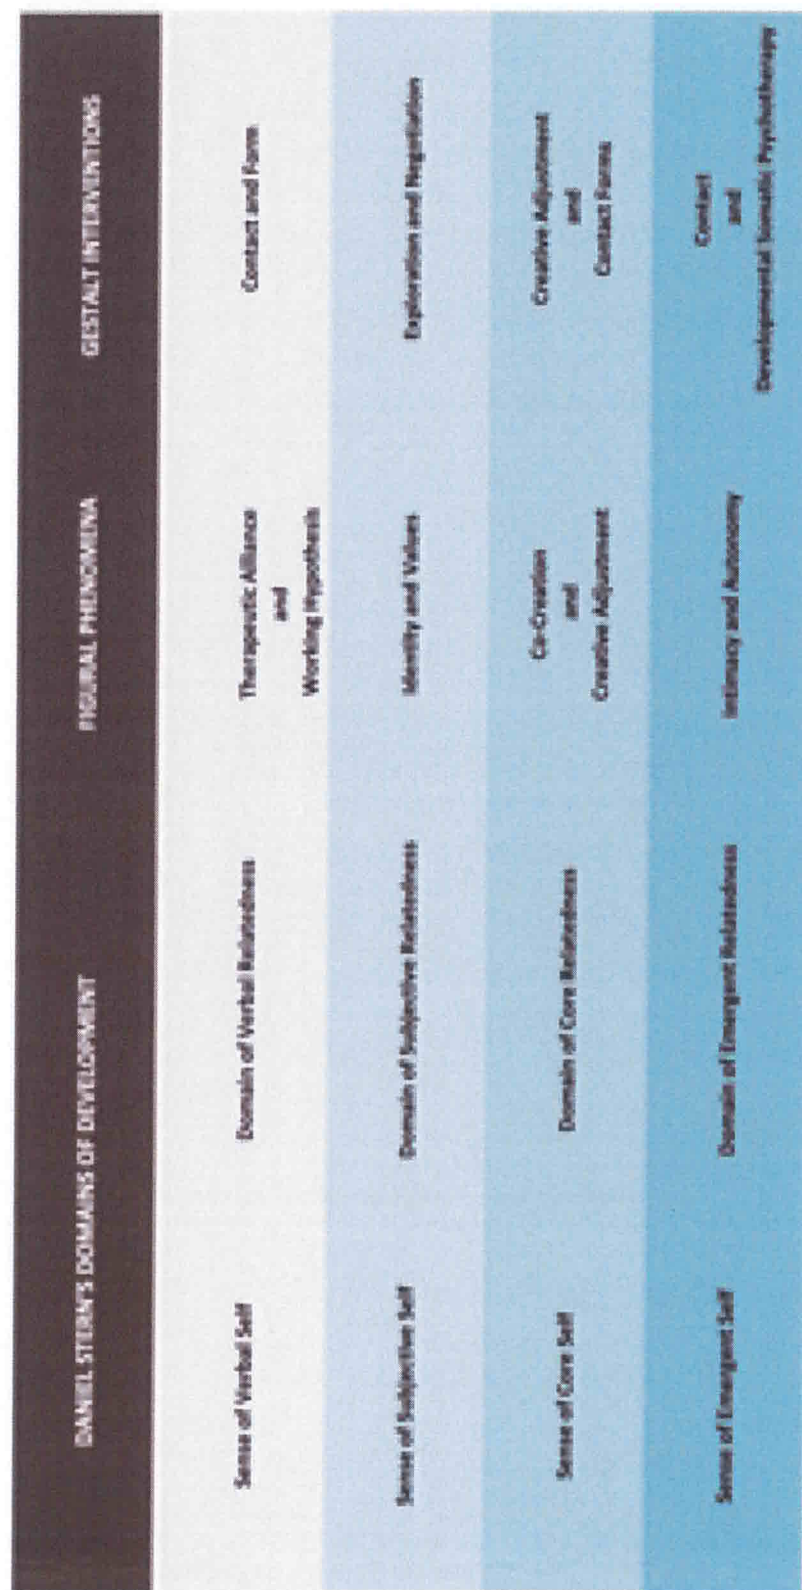 DANIEL STERN'S DOMAINS OF DEVELOPMENT FIGURAL PHENOMENA GESTALT INTERVENTIONS
Sense of Verbal Self Domain of Verbal Relatedness Therapeutic Alliance
and
Working Hypothesis Contact and Form
Sense of Subjective Self Domain of Subjective Relatedness Identity and Values Exploration and Negotiation
Sense of Core Self Domain of Core Relatedness Co-Creation
and
Creative Adjustment Creative Adjustment
and
Contact Forms
Sense of Emergent Self Domain of Emergent Relatedness Intimacy and Autonomy Contact
and
Developmental Somatic Psychotherapy